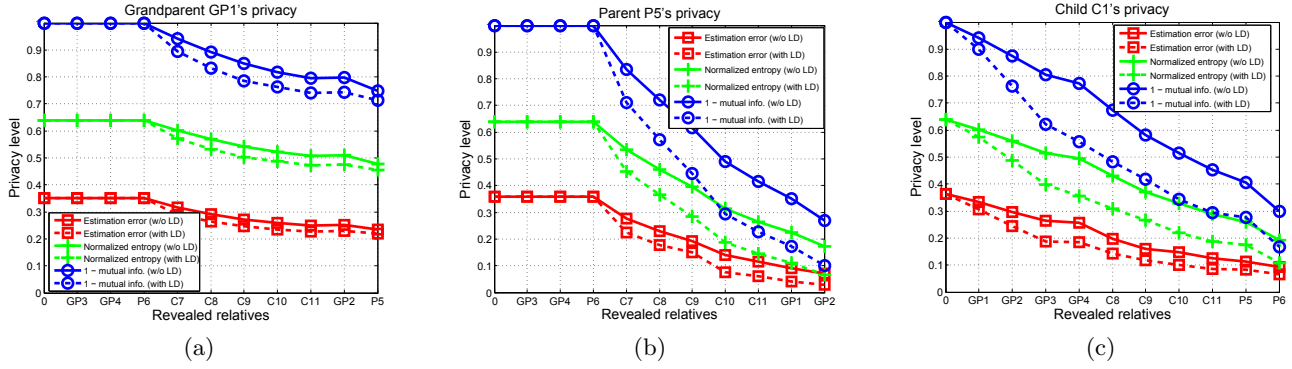 Grandparent GP1's privacy
Privacy level
0.9
0.8
0.7
0.6
0.5
0.4
0.3
0.2
0.1
0
Estimation error (w/o LD)
Estimation error (with LD)
Normalized entropy (w/o LD)
Normalized entropy (with LD)
1 − mutual info. (w/o LD)
1 − mutual info. (with LD)
0 GP3 GP4 P6 C7 C8 C9 C10 C11 GP2 P5
Revealed relatives
(a)
Parent P5's privacy
Privacy level
0.9
0.8
0.7
0.6
0.5
0.4
0.3
0.2
0.1
0
Estimation error (w/o LD)
Estimation error (with LD)
Normalized entropy (w/o LD)
Normalized entropy (with LD)
1 − mutual info. (w/o LD)
1 − mutual info. (with LD)
0 GP3 GP4 P6 C7 C8 C9 C10 C11 GP1 GP2
Revealed relatives
(b)
Child C1's privacy
Privacy level
0.9
0.8
0.7
0.6
0.5
0.4
0.3
0.2
0.1
0
Estimation error (w/o LD)
Estimation error (with LD)
Normalized entropy (w/o LD)
Normalized entropy (with LD)
1 − mutual info. (w/o LD)
1 − mutual info. (with LD)
0 GP1 GP2 GP3 GP4 C8 C9 C10 C11 P5 P6
Revealed relatives
(c)